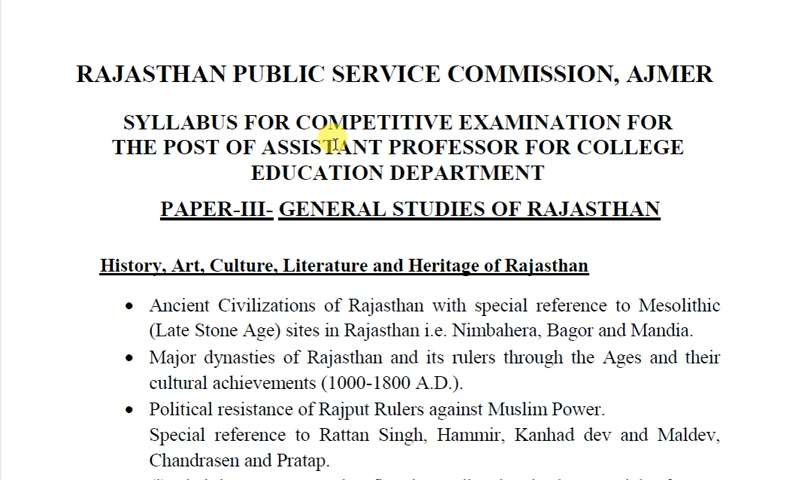 RAJASTHAN PUBLIC SERVICE COMMISSION, AJMER
SYLLABUS FOR COMPETITIVE EXAMINATION FOR
THE POST OF ASSISTANT PROFESSOR FOR COLLEGE
EDUCATION DEPARTMENT
PAPER-III- GENERAL STUDIES OF RAJASTHAN
History, Art, Culture, Literature and Heritage of Rajasthan
• Ancient Civilizations of Rajasthan with special reference to Mesolithic
(Late Stone Age) sites in Rajasthan i.e. Nimbahera, Bagor and Mandia.
• Major dynasties of Rajasthan and its rulers through the Ages and their
cultural achievements (1000-1800 A.D.).
• Political resistance of Rajput Rulers against Muslim Power.
Special reference to Rattan Singh, Hammir, Kanhad dev and Maldev,
Chandrasen and Pratap.